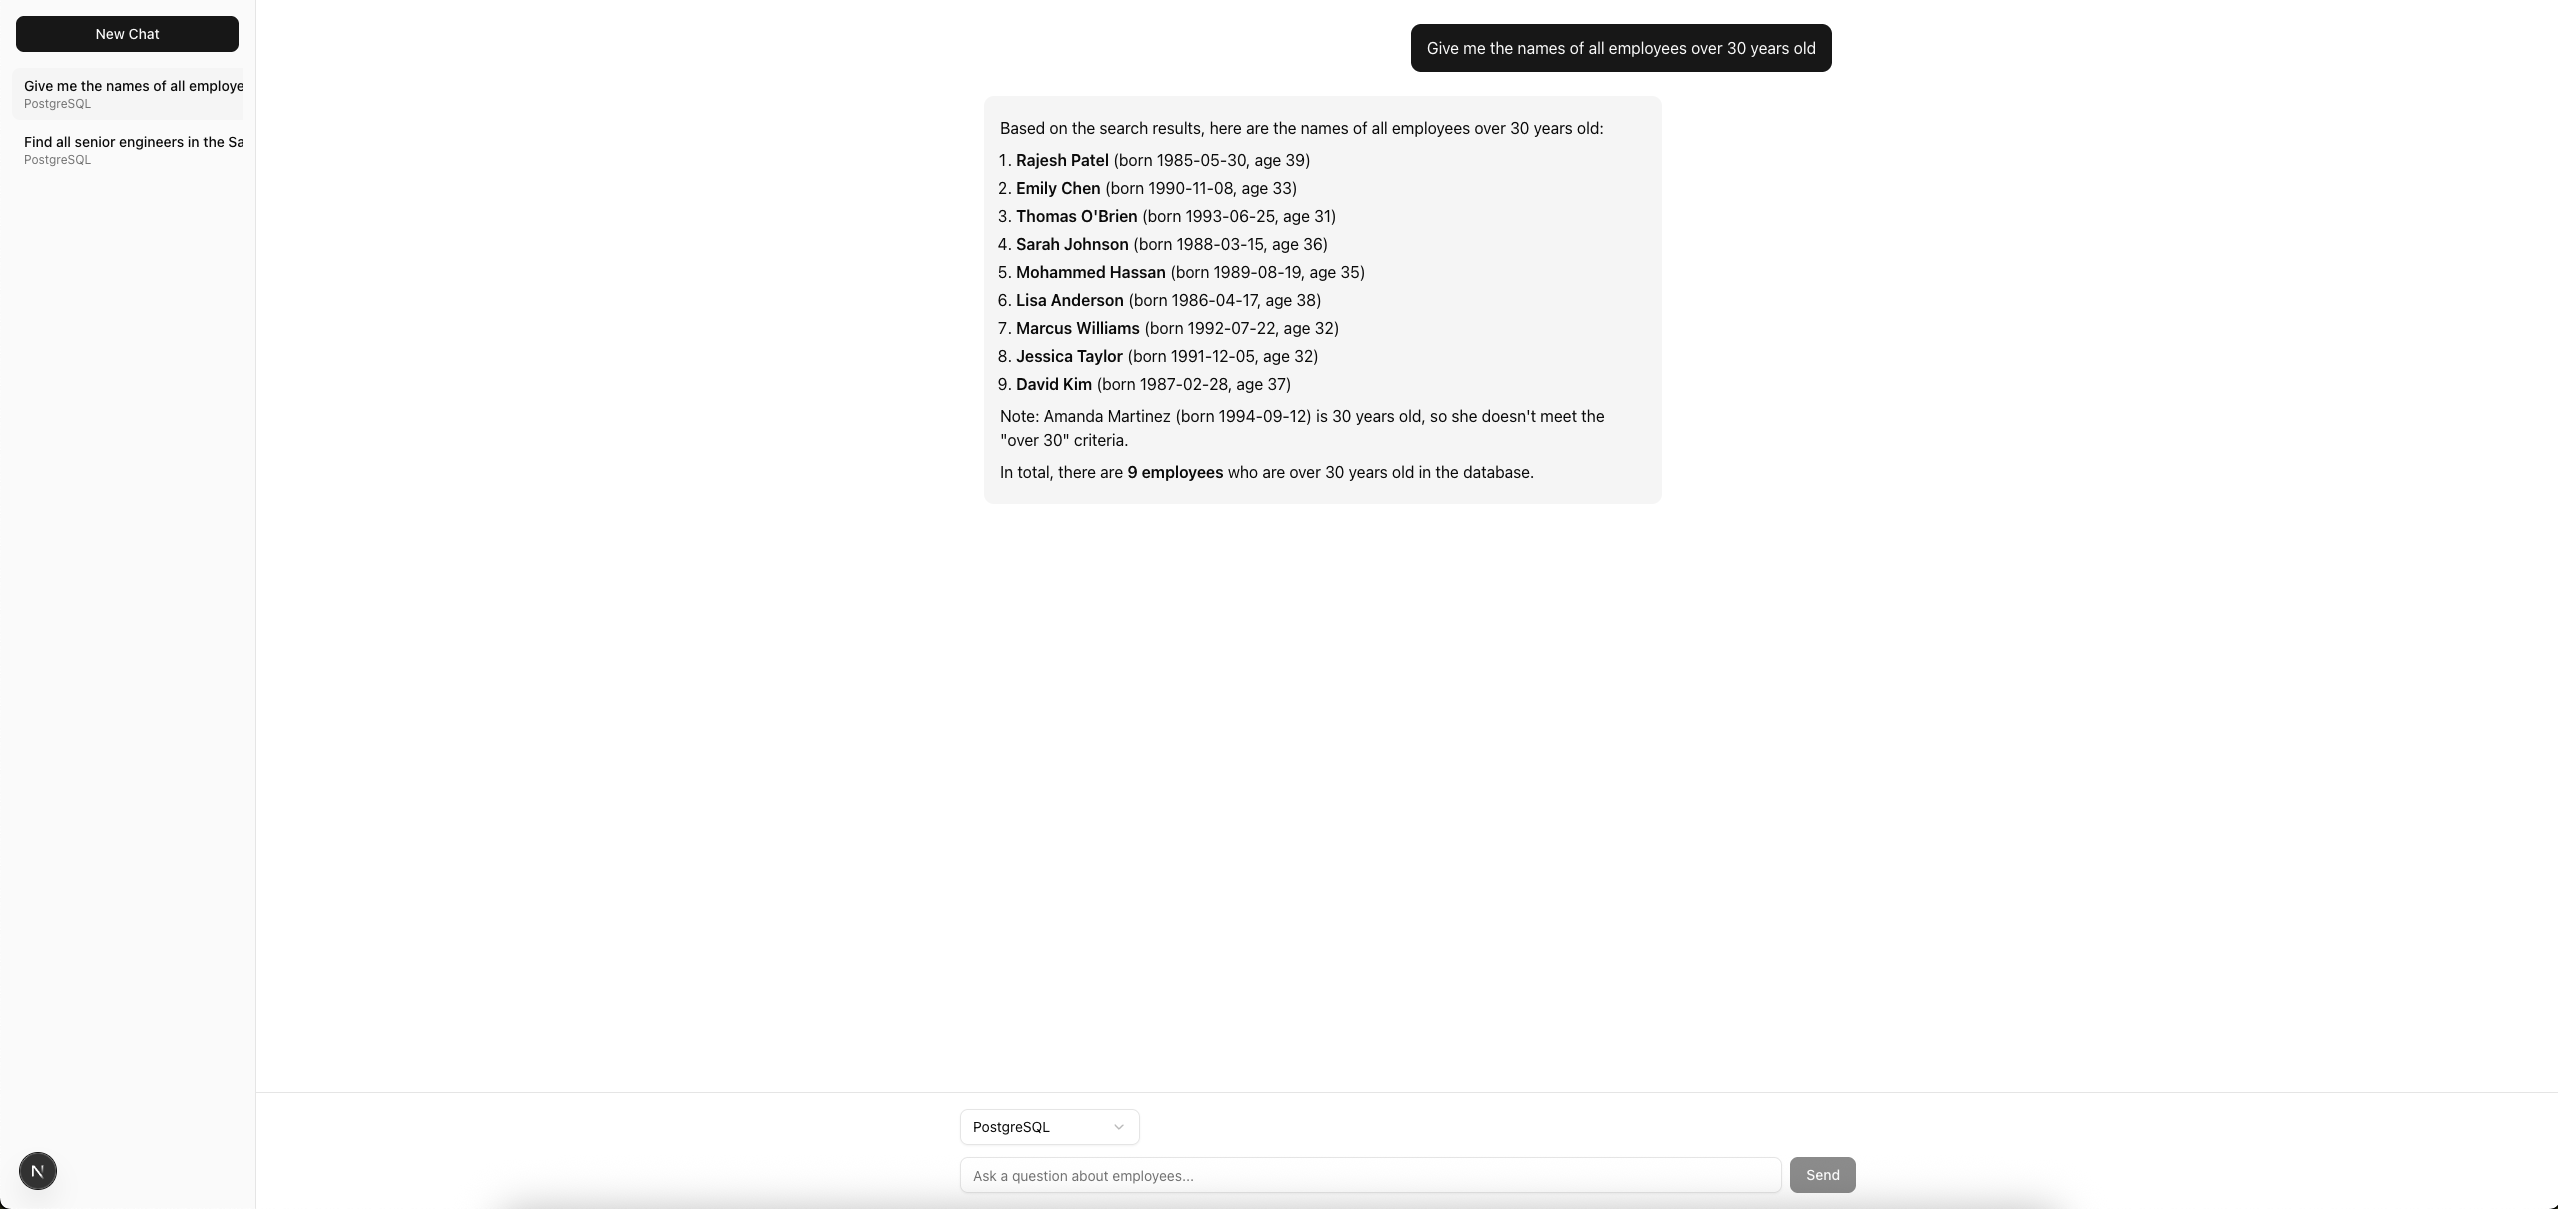 New Chat
Give me the names of all employe
PostgreSQL
Find all senior engineers in the Sa
PostgreSQL
Give me the names of all employees over 30 years old
Based on the search results, here are the names of all employees over 30 years old:
1. Rajesh Patel (born 1985-05-30, age 39)
2. Emily Chen (born 1990-11-08, age 33)
3. Thomas O'Brien (born 1993-06-25, age 31)
4. Sarah Johnson (born 1988-03-15, age 36)
5. Mohammed Hassan (born 1989-08-19, age 35)
6. Lisa Anderson (born 1986-04-17, age 38)
7. Marcus Williams (born 1992-07-22, age 32)
8. Jessica Taylor (born 1991-12-05, age 32)
9. David Kim (born 1987-02-28, age 37)
Note: Amanda Martinez (born 1994-09-12) is 30 years old, so she doesn't meet the
"over 30" criteria.
In total, there are 9 employees who are over 30 years old in the database.
PostgreSQL
Ask a question about employees...
Send
N